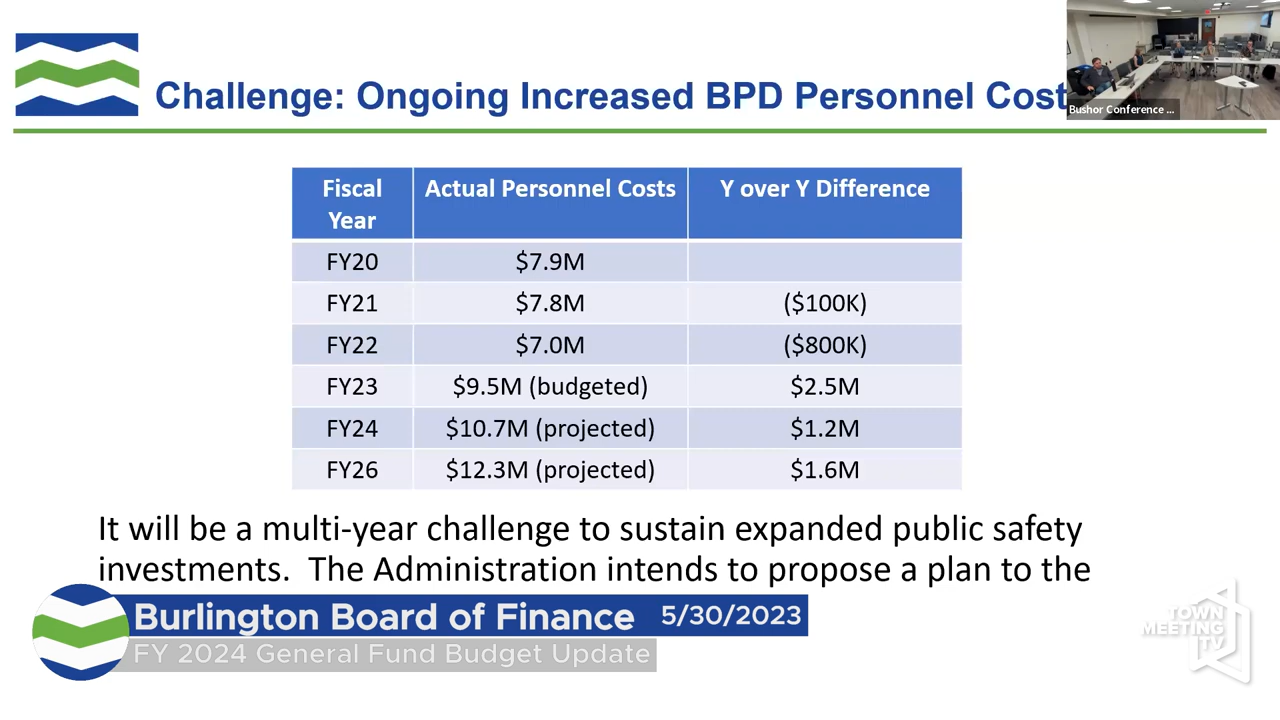 Challenge: Ongoing Increased BPD Personnel Cost
Bushor Conference ...
Fiscal Year Actual Personnel Costs Y over Y Difference
FY20 $7.9M
FY21 $7.8M ($100K)
FY22 $7.0M ($800K)
FY23 $9.5M (budgeted) $2.5M
FY24 $10.7M (projected) $1.2M
FY26 $12.3M (projected) $1.6M
It will be a multi-year challenge to sustain expanded public safety
investments. The Administration intends to propose a plan to the
Burlington Board of Finance 5/30/2023
FY 2024 General Fund Budget Update
TOWN
MEETING
TV